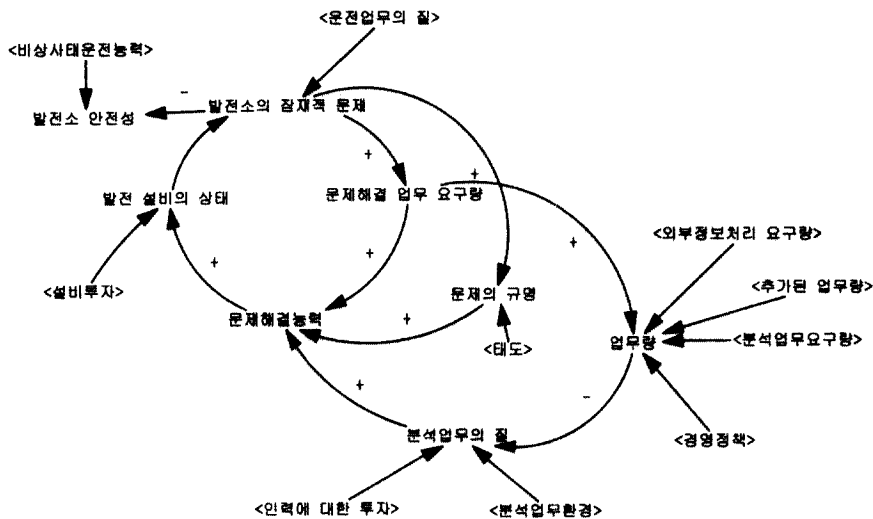 <운전업무의 질>
<비상사태운전능력>
-
발전소의 잠재적 문제
발전소 안전성
+
+
발전 설비의 상태
문제해결 업무 요구량
<외부정보처리 요구량>
+
+
+
<설비투자>
문제의 규명
<추가된 업무량>
문제해결능력
+
<태도>
업무량
<분석업무요구량>
+
-
분석업무의 질
<경영정책>
<인력에 대한 투자>
<분석업무환경>